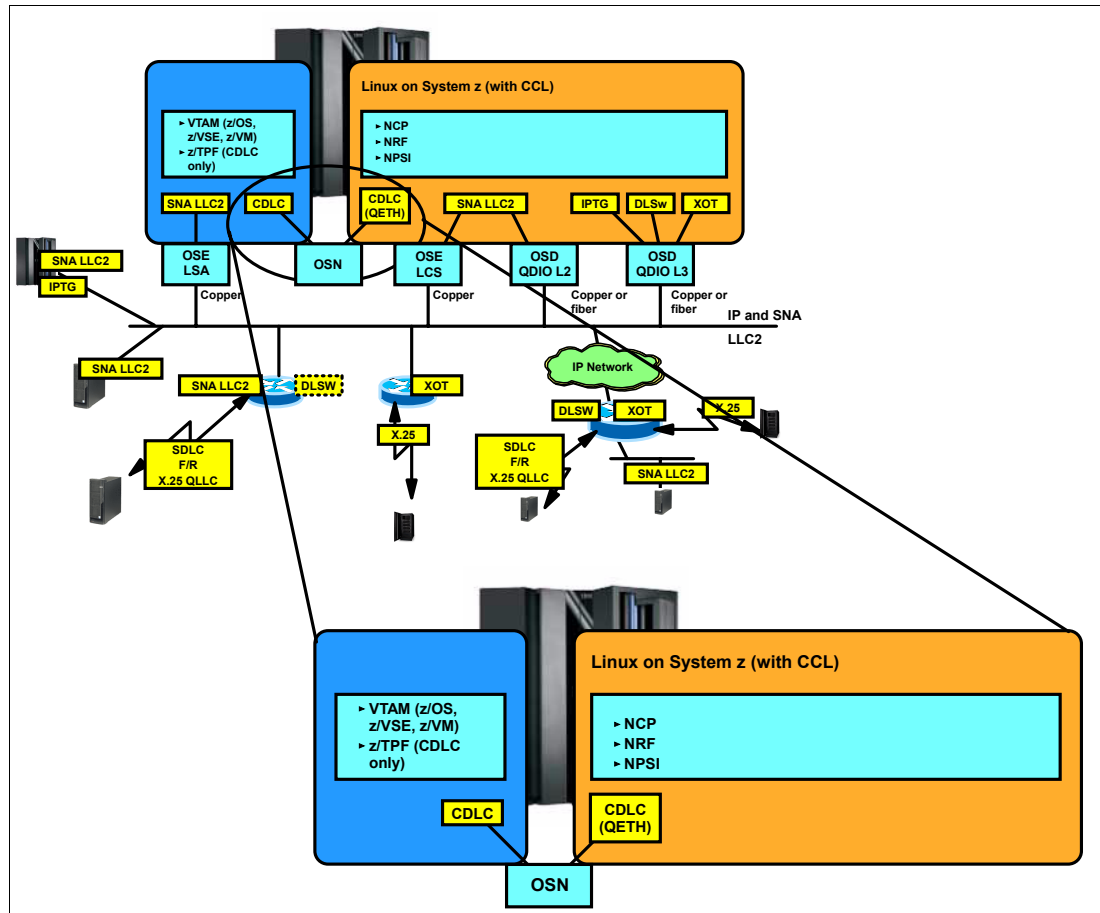 Linux on System z (with CCL)
► VTAM (z/OS,
z/VSE, z/VM)
► z/TPF (CDLC
only)
► NCP
► NRF
► NPSI
SNA LLC2
CDLC
CDLC
(QETH)
SNA LLC2
IPTG
DLSw
XOT
OSE
LSA
OSN
OSE
LCS
OSD
QDIO L2
OSD
QDIO L3
SNA LLC2
IPTG
Copper
Copper
Copper or
fiber
Copper or
fiber
IP and SNA
LLC2
SNA LLC2
SNA LLC2
DLSW
XOT
IP Network
DLSW
XOT
X.25
X.25
SDLC
F/R
X.25 QLLC
SDLC
F/R
X.25 QLLC
SNA LLC2
Linux on System z (with CCL)
► VTAM (z/OS,
z/VSE, z/VM)
► z/TPF (CDLC
only)
► NCP
► NRF
► NPSI
CDLC
CDLC
(QETH)
OSN